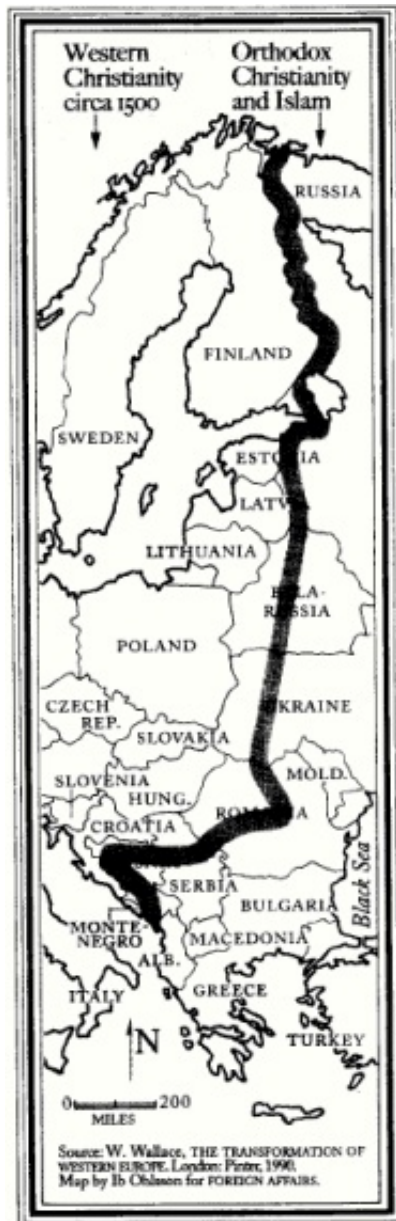 Western
Christianity
circa 1500
Orthodox
Christianity
and Islam
RUSSIA
FINLAND
SWEDEN
ESTONIA
LATV
LITHUANIA
BELA-
RUSSIA
POLAND
UKRAINE
CZECH
REP.
SLOVAKIA
MOLD.
SLOVENIA
HUNG.
ROMANIA
CROATIA
SERBIA
Black Sea
BULGARIA
MONTE-
NEGRO
MACEDONIA
ALB.
ITALY
GREECE
TURKEY
N
0 200
MILES
Source: W. Wallace, THE TRANSFORMATION OF
WESTERN EUROPE. London: Pinter, 1990.
Map by Ib Ohlsson for FOREIGN AFFAIRS.